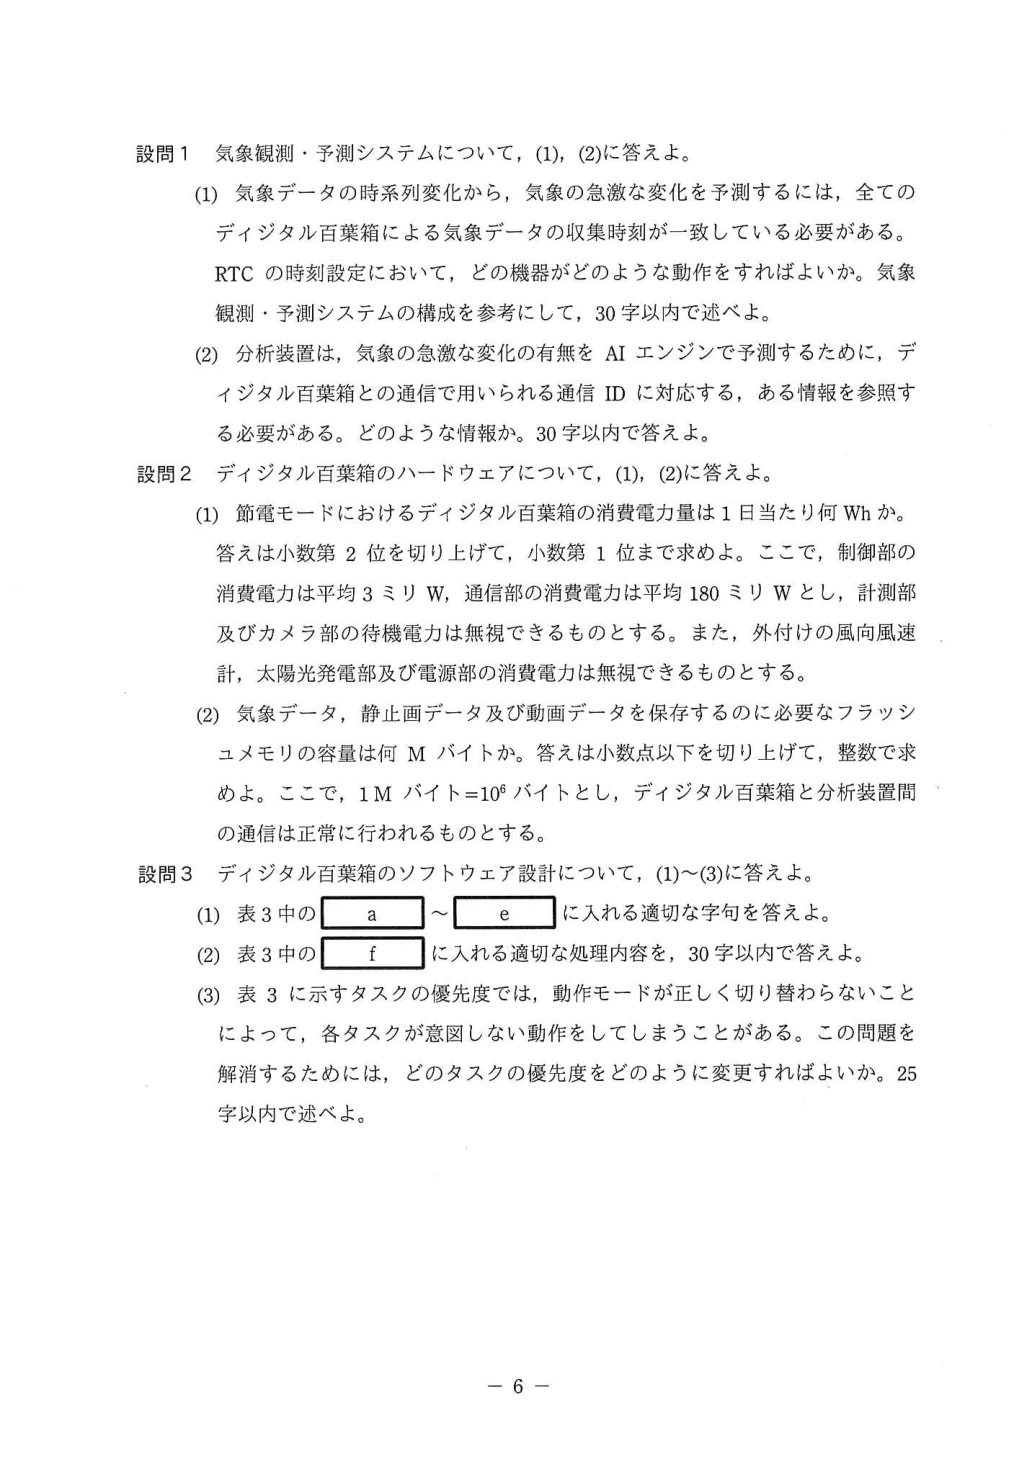 設問1 気象観測・予測システムについて，(1)，(2)に答えよ。
(1) 気象データの時系列変化から，気象の急激な変化を予測するには，全ての
ディジタル百葉箱による気象データの収集時刻が一致している必要がある。
RTC の時刻設定において，どの機器がどのような動作をすればよいか。気象
観測・予測システムの構成を参考にして，30 字以内で述べよ。
(2) 分析装置は，気象の急激な変化の有無を AI エンジンで予測するために，デ
ィジタル百葉箱との通信で用いられる通信 ID に対応する，ある情報を参照す
る必要がある。どのような情報か。30 字以内で答えよ。
設問2 ディジタル百葉箱のハードウェアについて，(1)，(2)に答えよ。
(1) 節電モードにおけるディジタル百葉箱の消費電力量は 1 日当たり何 Wh か。
答えは小数第 2 位を切り上げて，小数第 1 位まで求めよ。ここで，制御部の
消費電力は平均 3 ミリ W，通信部の消費電力は平均 180 ミリ W とし，計測部
及びカメラ部の待機電力は無視できるものとする。また，外付けの風向風速
計，太陽光発電部及び電源部の消費電力は無視できるものとする。
(2) 気象データ，静止画データ及び動画データを保存するのに必要なフラッシ
ュメモリの容量は何 M バイトか。答えは小数点以下を切り上げて，整数で求
めよ。ここで，1 M バイト=10⁶ バイトとし，ディジタル百葉箱と分析装置間
の通信は正常に行われるものとする。
設問3 ディジタル百葉箱のソフトウェア設計について，(1)～(3)に答えよ。
(1) 表 3 中の a ～ e に入れる適切な字句を答えよ。
(2) 表 3 中の f に入れる適切な処理内容を，30 字以内で答えよ。
(3) 表 3 に示すタスクの優先度では，動作モードが正しく切り替わらないこと
によって，各タスクが意図しない動作をしてしまうことがある。この問題を
解消するためには，どのタスクの優先度をどのように変更すればよいか。25
字以内で述べよ。
－ 6 －